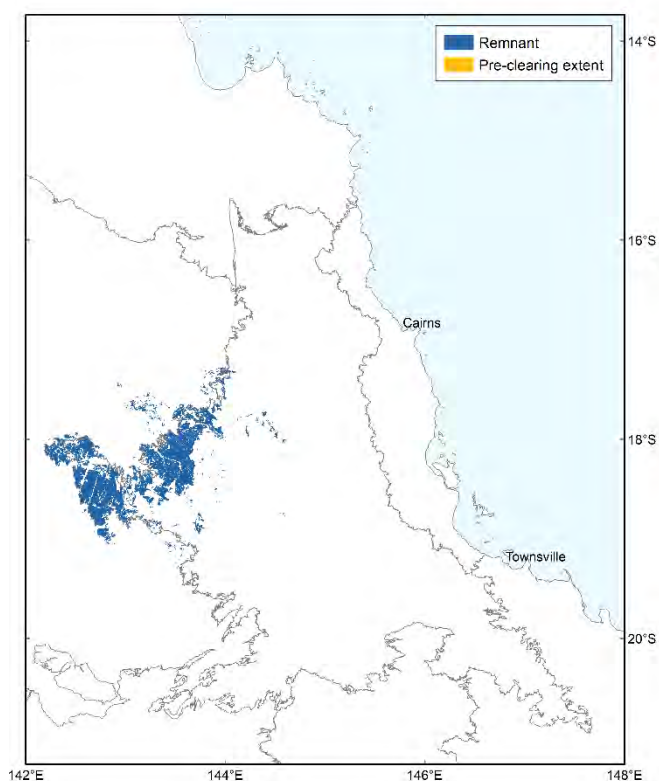 Remnant
Pre-clearing extent
14°S
16°S
Cairns
18°S
Townsville
20°S
142°E
144°E
146°E
148°E